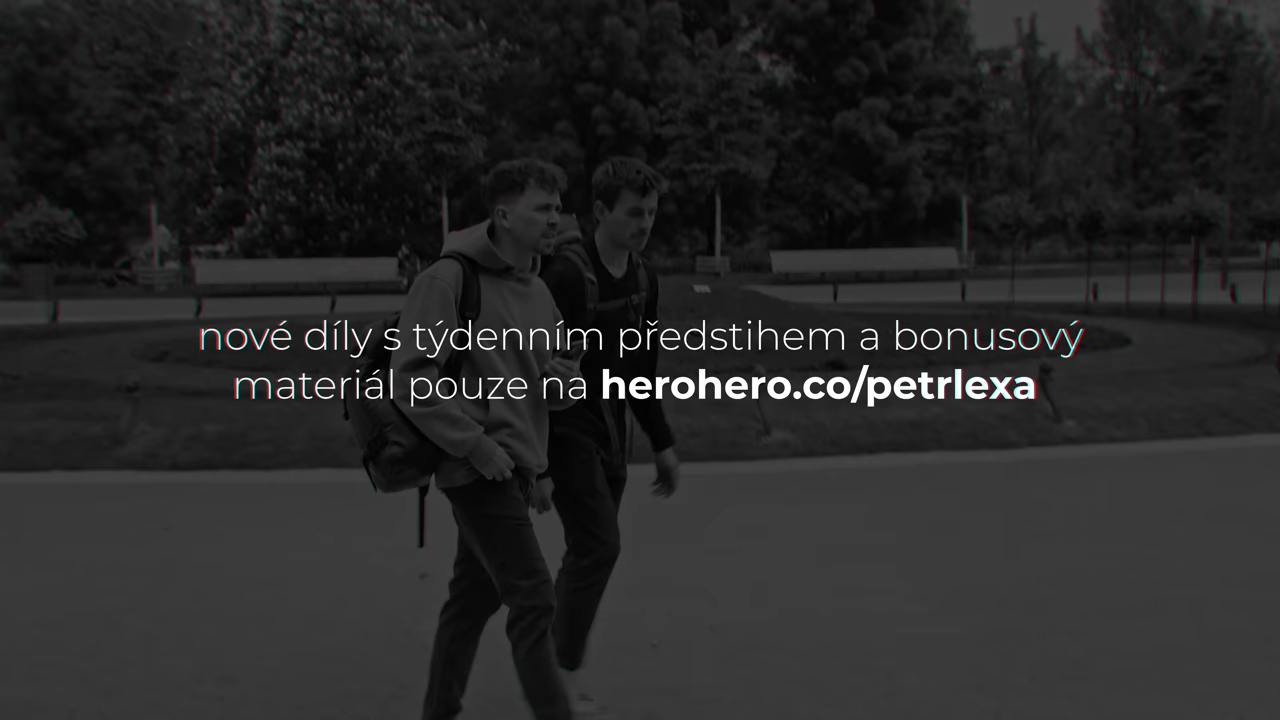 nové díly s týdenním předstihem a bonusový
materiál pouze na herohero.co/petrlexa